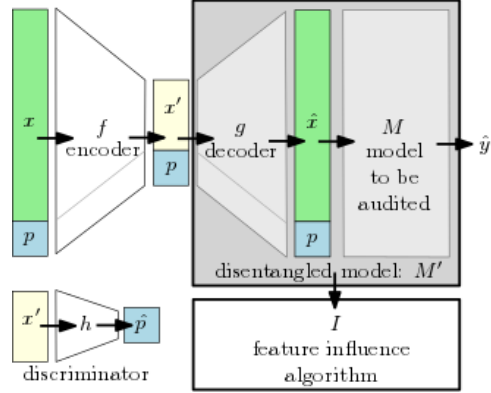 x
p
f
encoder
x′
p
g
decoder
x̂
p
M
model
to be
audited
ŷ
disentangled model: M′
x′
h
p̂
discriminator
I
feature influence
algorithm